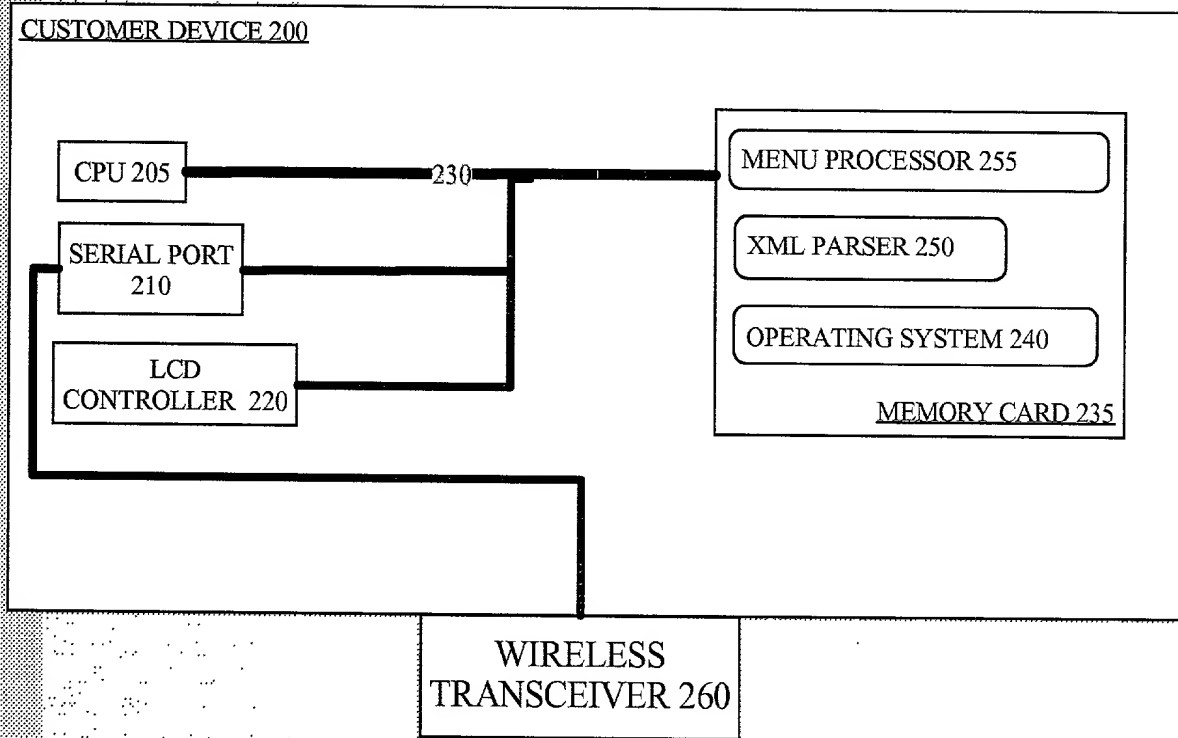 CUSTOMER DEVICE 200
CPU 205
230
MENU PROCESSOR 255
SERIAL PORT
210
XML PARSER 250
LCD
CONTROLLER 220
OPERATING SYSTEM 240
MEMORY CARD 235
WIRELESS
TRANSCEIVER 260